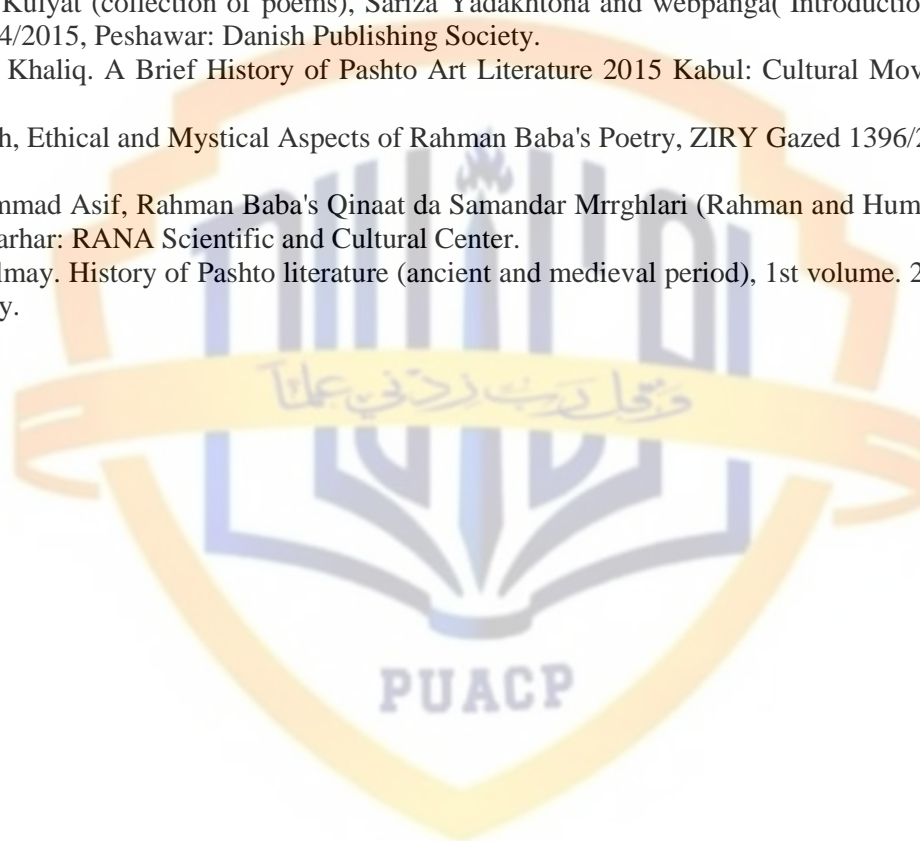 Kulyat (collection of poems), Sariza Yadakhtona and webpanga( Introduction
4/2015, Peshawar: Danish Publishing Society.
Khaliq. A Brief History of Pashto Art Literature 2015 Kabul: Cultural Mov
h, Ethical and Mystical Aspects of Rahman Baba's Poetry, ZIRY Gazed 1396/2
mmad Asif, Rahman Baba's Qinaat da Samandar Mrrghlari (Rahman and Hum
arhar: RANA Scientific and Cultural Center.
lmay. History of Pashto literature (ancient and medieval period), 1st volume. 2
y.
وَقُل رَبِّ زِدْنِي عِلْمًا
PUACP